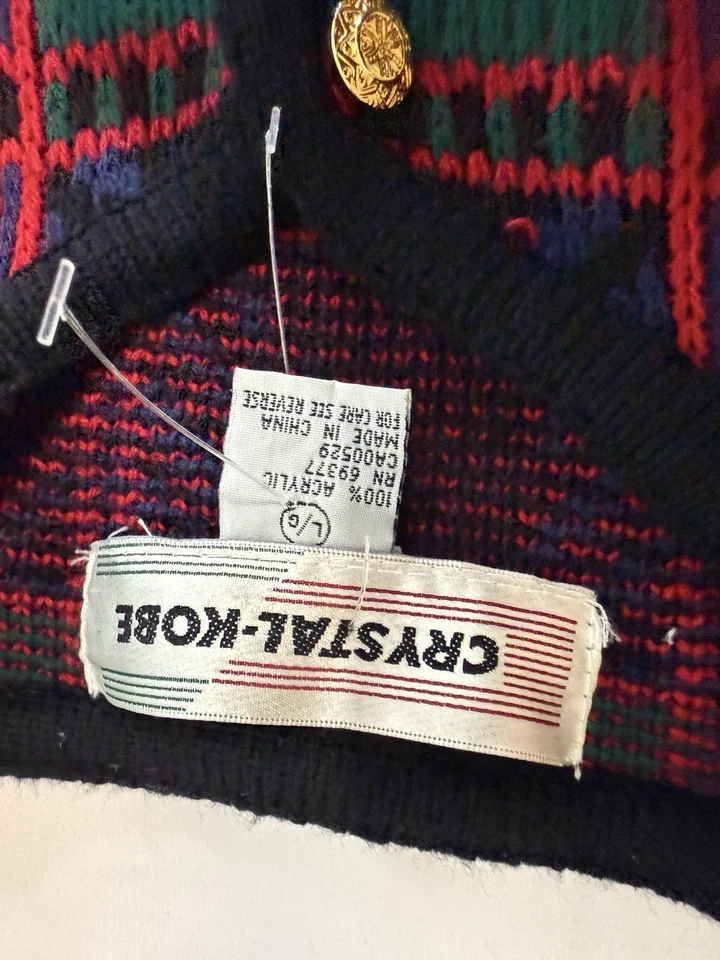 CRYSTAL-KOBE
L/G
100% ACRYLIC
RN 69377
CA00529
MADE IN CHINA
FOR CARE SEE REVERSE